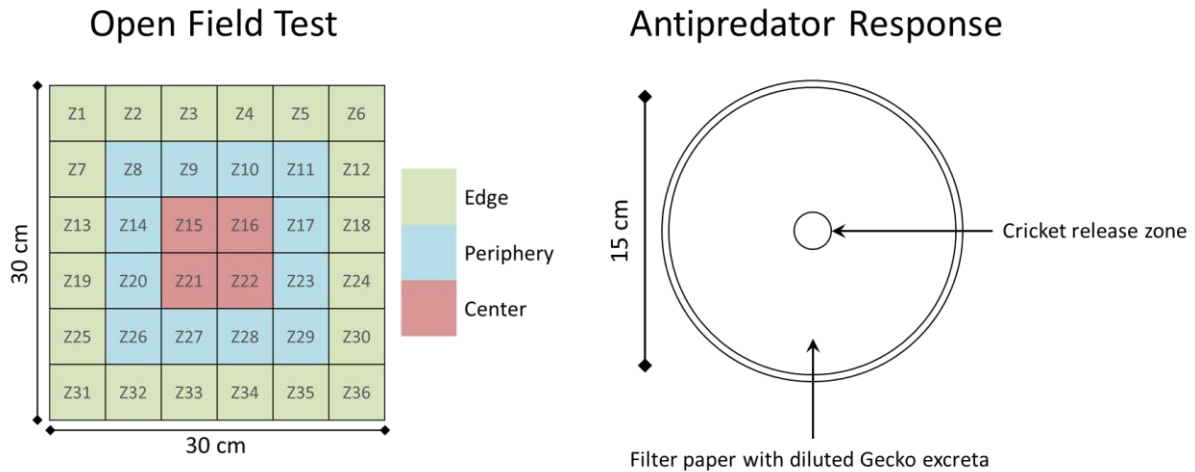 Open Field Test
Antipredator Response
Z1 Z2 Z3 Z4 Z5 Z6
Z7 Z8 Z9 Z10 Z11 Z12
Z13 Z14 Z15 Z16 Z17 Z18
Z19 Z20 Z21 Z22 Z23 Z24
Z25 Z26 Z27 Z28 Z29 Z30
Z31 Z32 Z33 Z34 Z35 Z36
30 cm
30 cm
Edge
Periphery
Center
15 cm
Cricket release zone
Filter paper with diluted Gecko excreta